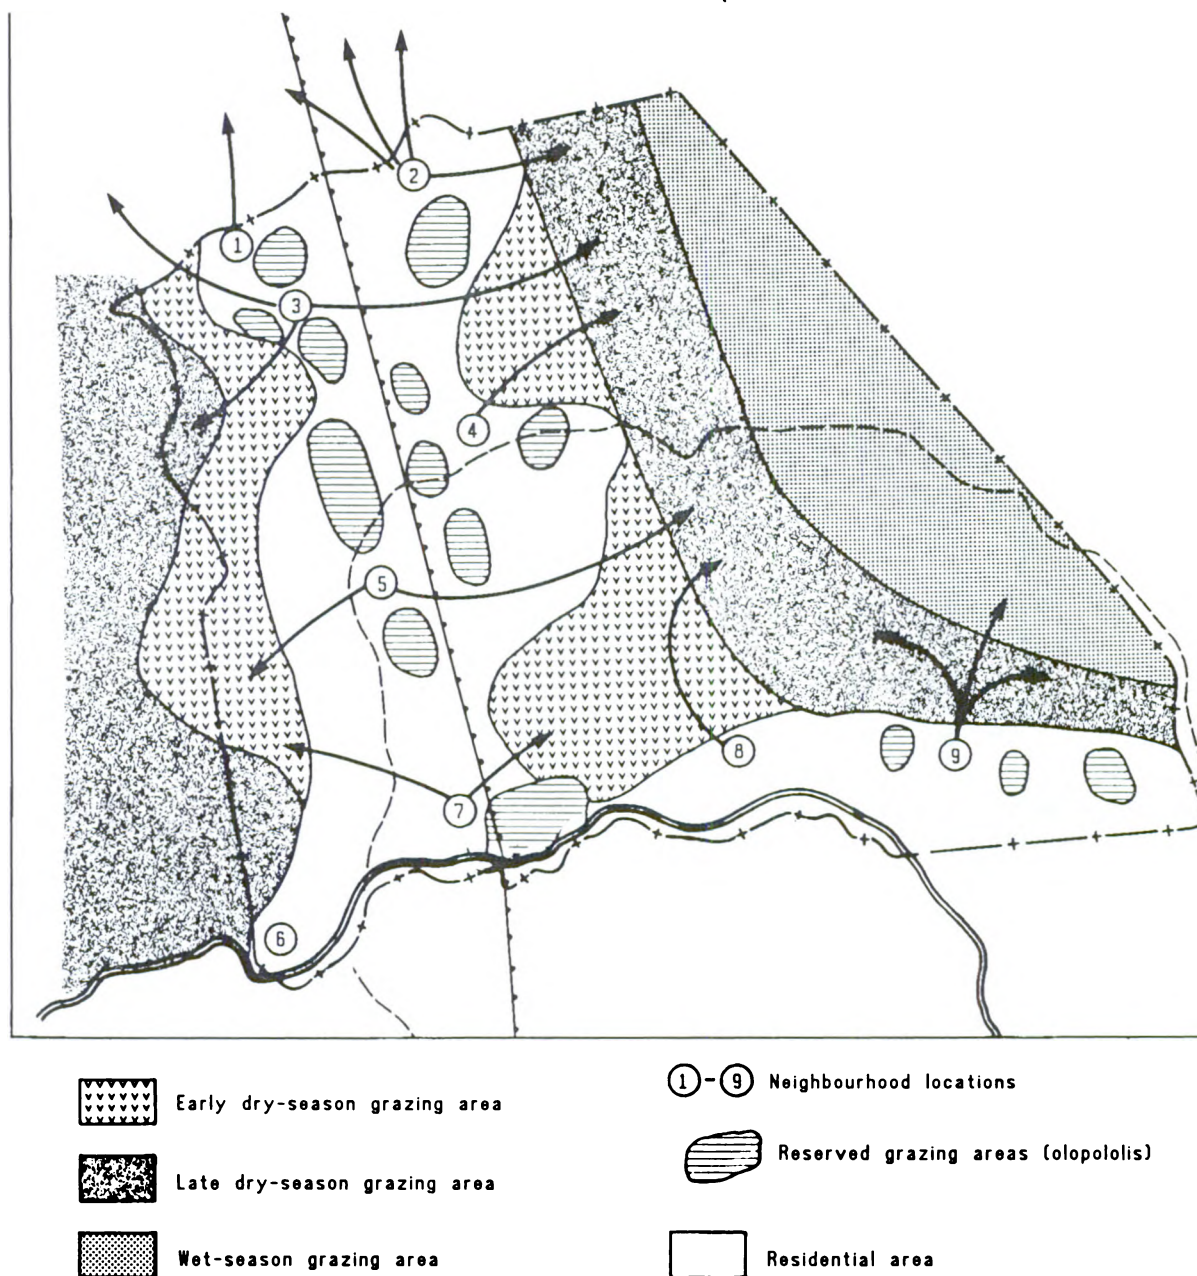 2
1
3
4
5
8
9
7
6
Early dry-season grazing area
Late dry-season grazing area
Wet-season grazing area
1 - 9 Neighbourhood locations
Reserved grazing areas (olopololis)
Residential area